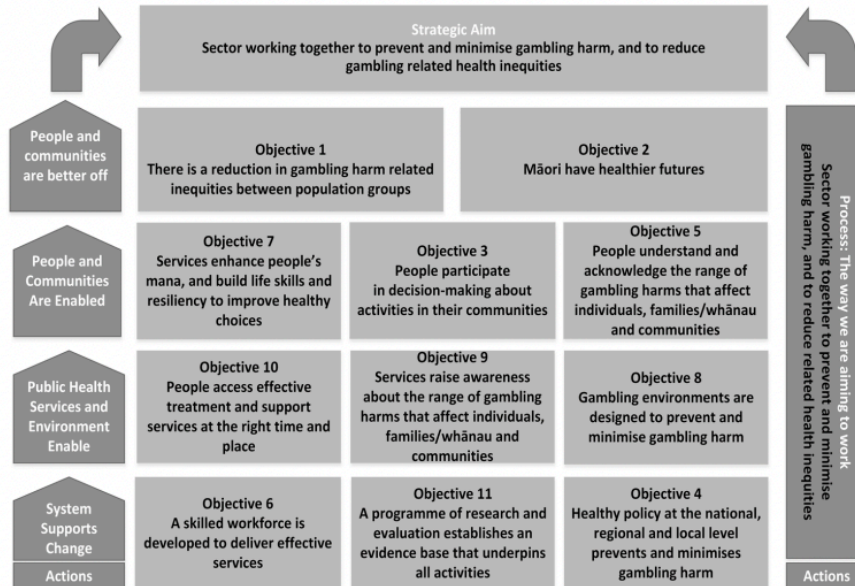 Strategic Aim
Sector working together to prevent and minimise gambling harm, and to reduce
gambling related health inequities
People and
communities
are better off
Objective 1
There is a reduction in gambling harm related
inequities between population groups
Objective 2
Māori have healthier futures
People and
Communities
Are Enabled
Objective 7
Services enhance people's
mana, and build life skills and
resiliency to improve healthy
choices
Objective 3
People participate
in decision-making about
activities in their communities
Objective 5
People understand and
acknowledge the range of
gambling harms that affect
individuals, families/whānau
and communities
Public Health
Services and
Environment
Enable
Objective 10
People access effective
treatment and support
services at the right time and
place
Objective 9
Services raise awareness
about the range of gambling
harms that affect individuals,
families/whānau and
communities
Objective 8
Gambling environments are
designed to prevent and
minimise gambling harm
System
Supports
Change
Actions
Objective 6
A skilled workforce is
developed to deliver effective
services
Objective 11
A programme of research and
evaluation establishes an
evidence base that underpins
all activities
Objective 4
Healthy policy at the national,
regional and local level
prevents and minimises
gambling harm
Process: The way we are aiming to work
Sector working together to prevent and minimise
gambling harm, and to reduce related health inequities
Actions